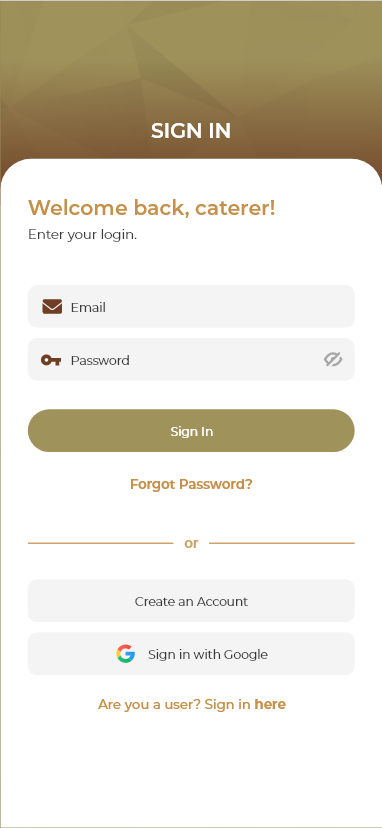 SIGN IN
Welcome back, caterer!
Enter your login.
Email
Password
Sign In
Forgot Password?
or
Create an Account
Sign in with Google
Are you a user? Sign in here